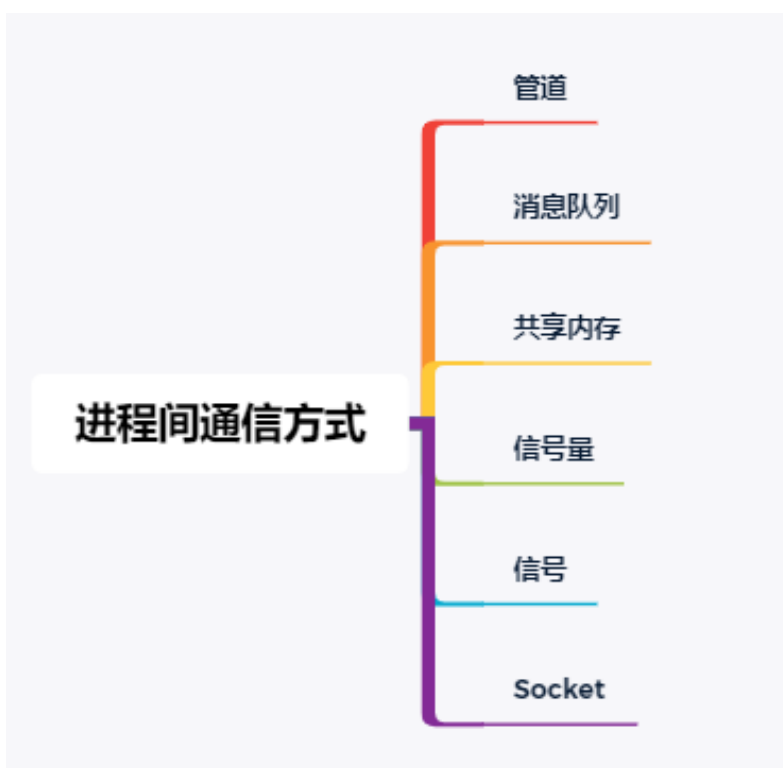 管道
消息队列
共享内存
进程间通信方式
信号量
信号
Socket